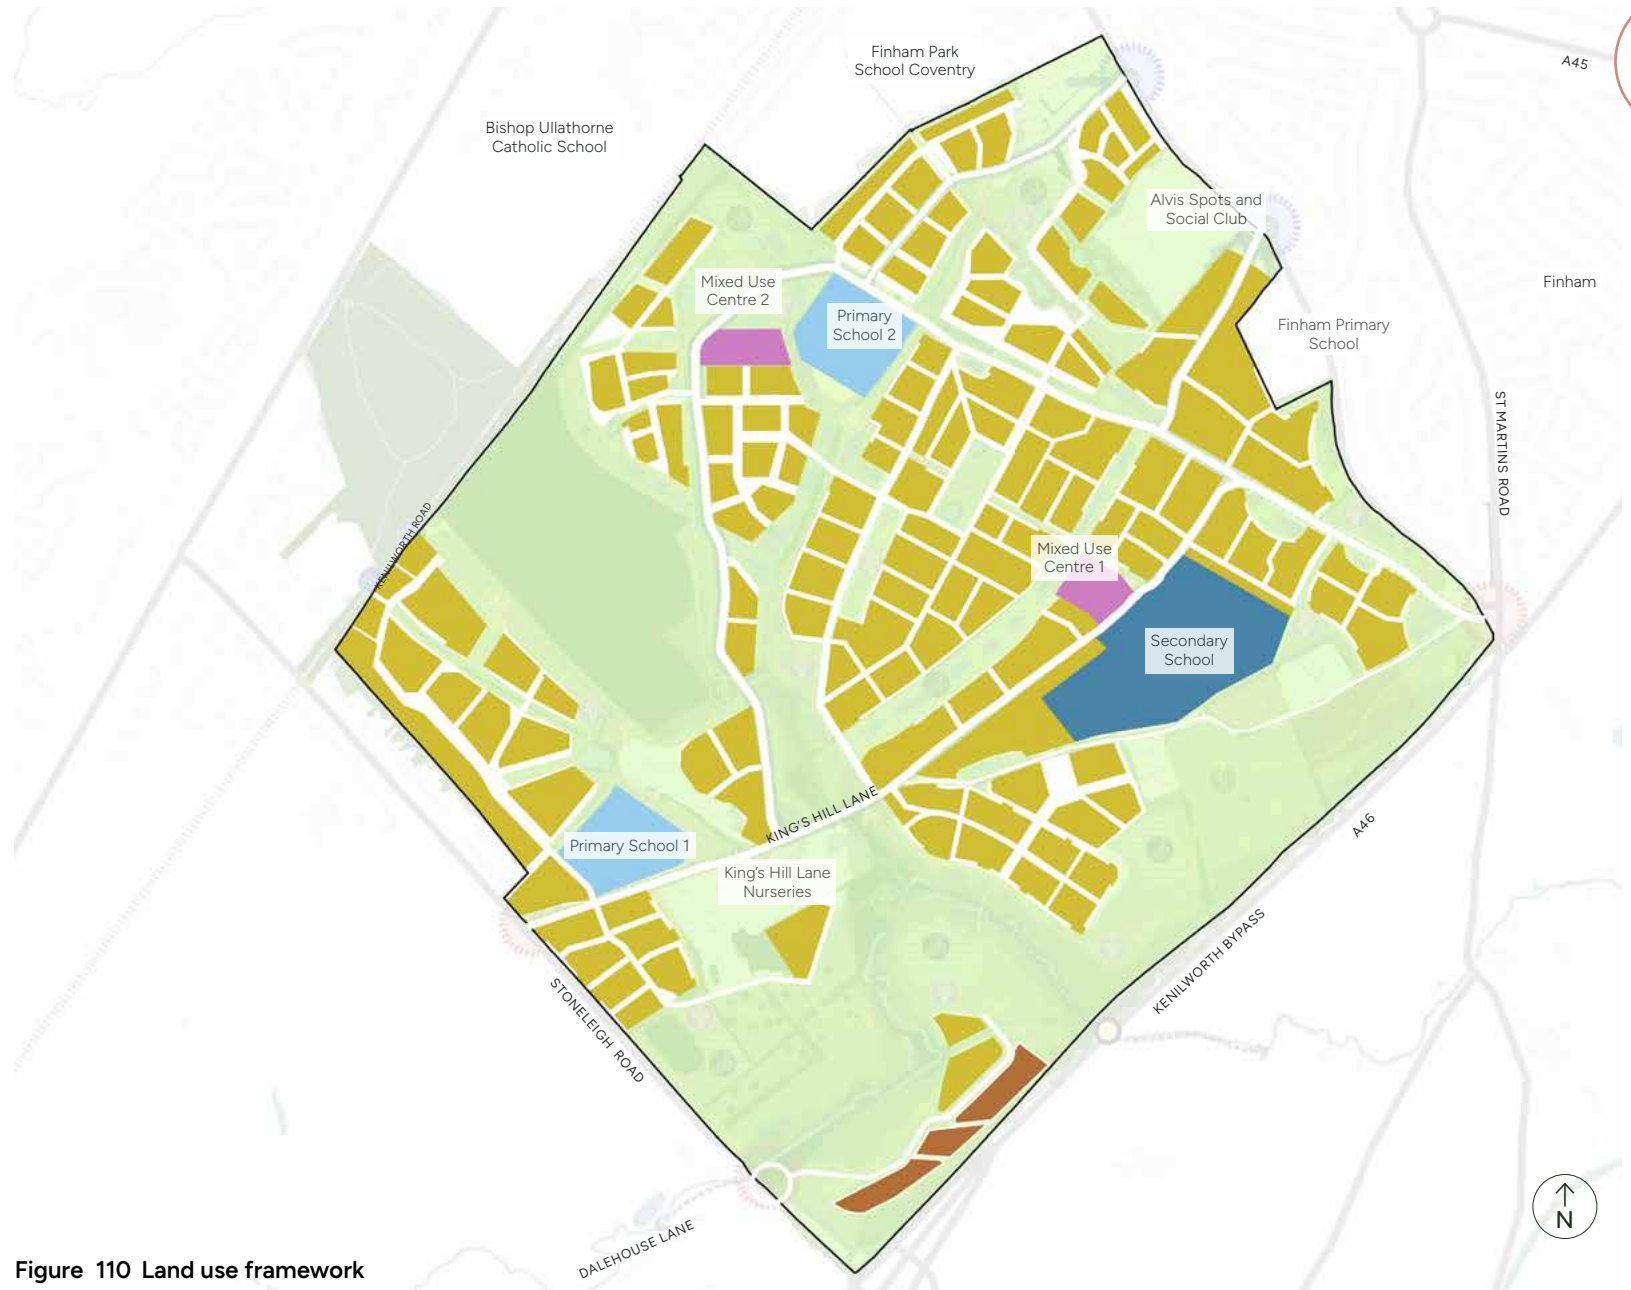 Finham Park
School Coventry
A45
Bishop Ullathorne
Catholic School
Alvis Spots and
Social Club
Finham
Mixed Use
Centre 2
Primary
School 2
Finham Primary
School
ST MARTINS ROAD
KENILWORTH ROAD
Mixed Use
Centre 1
Secondary
School
KING'S HILL LANE
A46
Primary School 1
King's Hill Lane
Nurseries
KENILWORTH BYPASS
STONELEIGH ROAD
N
DALEHOUSE LANE
Figure 110 Land use framework